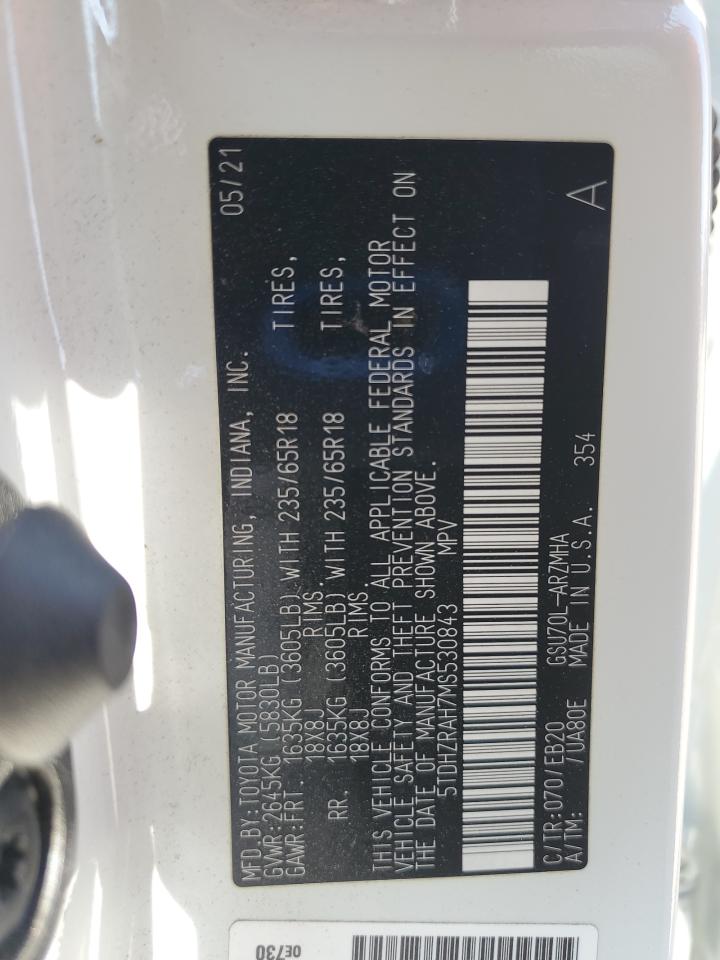 MFD.BY:TOYOTA MOTOR MANUFACTURING, INDIANA, INC. 05/21
GVWR:2645KG (5830LB)
GAWR:FRT. 1635KG (3605LB) WITH 235/65R18 TIRES,
18X8J RIMS.
RR. 1635KG (3605LB) WITH 235/65R18 TIRES,
18X8J RIMS
THIS VEHICLE CONFORMS TO ALL APPLICABLE FEDERAL MOTOR
VEHICLE SAFETY AND THEFT PREVENTION STANDARDS IN EFFECT ON
THE DATE OF MANUFACTURE SHOWN ABOVE.
5TDHZRAH7MS530843 MPV
C/TR:070/EB20 GSU70L-ARZMHA
A/TM: /UA80E MADE IN U.S.A. 354 A
0E730